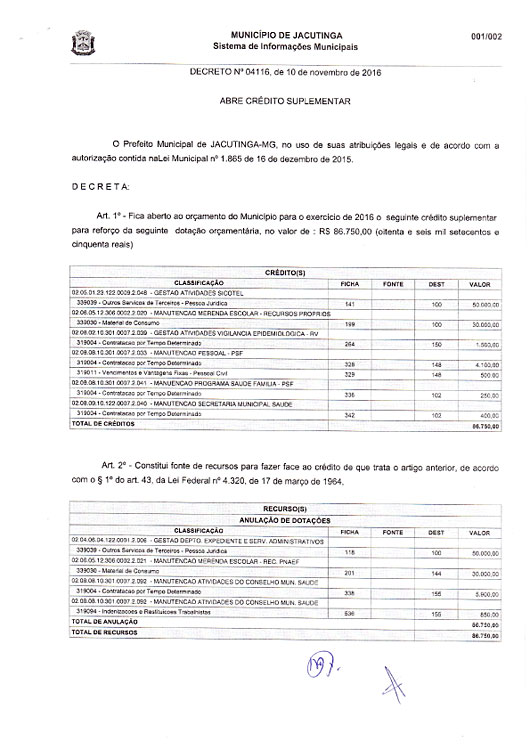 MUNICÍPIO DE JACUTINGA
Sistema de Informações Municipais
001/002
DECRETO Nº 04116, de 10 de novembro de 2016
ABRE CRÉDITO SUPLEMENTAR
O Prefeito Municipal de JACUTINGA-MG, no uso de suas atribuições legais e de acordo com a
autorização contida naLei Municipal nº 1.865 de 16 de dezembro de 2015.
D E C R E T A:
Art. 1º - Fica aberto ao orçamento do Município para o exercício de 2016 o seguinte crédito suplementar
para reforço da seguinte dotação orçamentária, no valor de : R$ 86.750,00 (oitenta e seis mil setecentos e
cinquenta reais)
CRÉDITO(S)
CLASSIFICAÇÃO FICHA FONTE DEST VALOR
02.05.01.23.122.0009.2.048 - GESTAO ATIVIDADES SICOTEL
339039 - Outros Servicos de Terceiros - Pessoa Juridica 141 100 50.000,00
02.06.05.12.306.0002.2.020 - MANUTENCAO MERENDA ESCOLAR - RECURSOS PROPRIOS
339030 - Material de Consumo 199 100 30.000,00
02.08.02.10.301.0007.2.039 - GESTAO ATIVIDADES VIGILANCIA EPIDEMIOLOGICA - RV
319004 - Contratacao por Tempo Determinado 264 150 1.500,00
02.08.08.10.301.0007.2.033 - MANUTENCAO PESSOAL - PSF
319004 - Contratacao por Tempo Determinado 328 148 4.100,00
319011 - Vencimentos e Vantagens Fixas - Pessoal Civil 329 148 500,00
02.08.08.10.301.0007.2.041 - MANUENCAO PROGRAMA SAUDE FAMILIA - PSF
319004 - Contratacao por Tempo Determinado 336 102 250,00
02.08.09.10.122.0007.2.040 - MANUTENCAO SECRETARIA MUNICIPAL SAUDE
319004 - Contratacao por Tempo Determinado 342 102 400,00
TOTAL DE CRÉDITOS 86.750,00
Art. 2º - Constitui fonte de recursos para fazer face ao crédito de que trata o artigo anterior, de acordo
com o § 1º do art. 43, da Lei Federal nº 4.320, de 17 de março de 1964.
RECURSO(S)
ANULAÇÃO DE DOTAÇÕES
CLASSIFICAÇÃO FICHA FONTE DEST VALOR
02.04.06.04.122.0001.2.006 - GESTAO DEPTO. EXPEDIENTE E SERV. ADMINISTRATIVOS
339039 - Outros Servicos de Terceiros - Pessoa Juridica 118 100 50.000,00
02.06.05.12.306.0002.2.021 - MANUTENCAO MERENDA ESCOLAR - REC. PNAEF
339030 - Material de Consumo 201 144 30.000,00
02.08.08.10.301.0007.2.092 - MANUTENCAO ATIVIDADES DO CONSELHO MUN. SAUDE
319004 - Contratacao por Tempo Determinado 338 155 5.900,00
02.08.08.10.301.0007.2.092 - MANUTENCAO ATIVIDADES DO CONSELHO MUN. SAUDE
319094 - Indenizacoes e Restituicoes Trabalhistas 536 155 850,00
TOTAL DE ANULAÇÃO 86.750,00
TOTAL DE RECURSOS 86.750,00